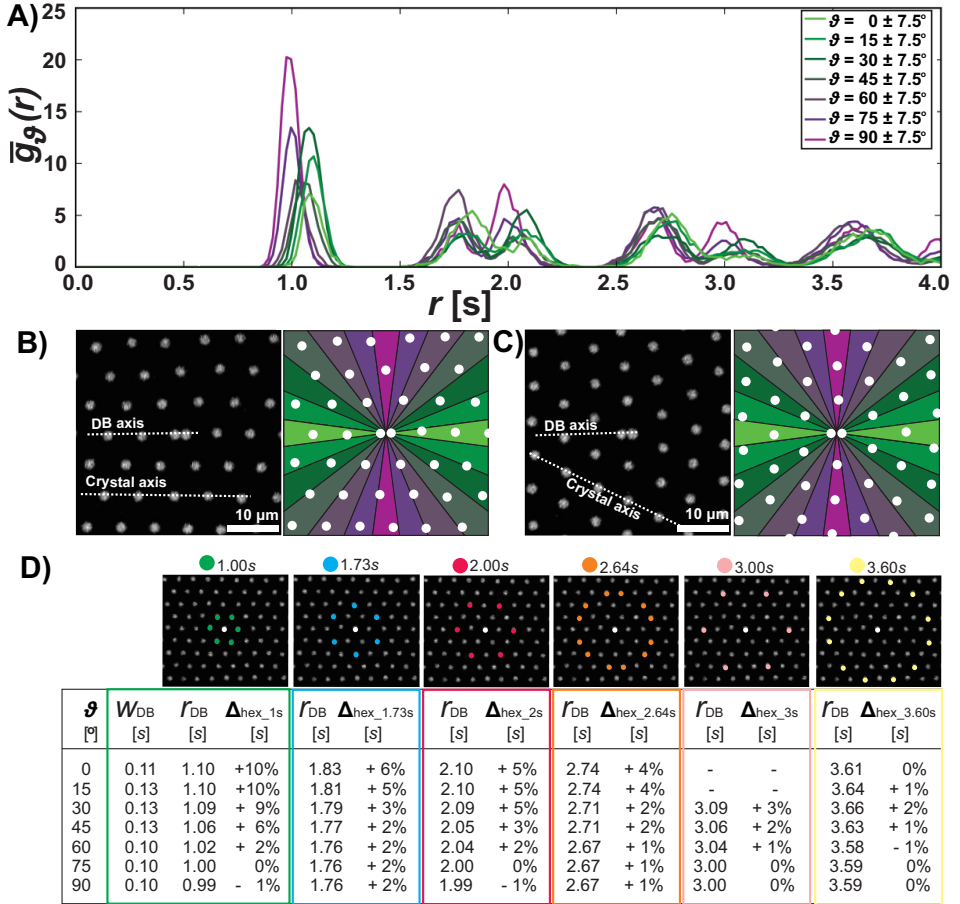 A)
25
20
15
10
5
0
ḡϑ(r)
0.0 0.5 1.0 1.5 2.0 2.5 3.0 3.5 4.0
r [s]
ϑ = 0 ± 7.5°
ϑ = 15 ± 7.5°
ϑ = 30 ± 7.5°
ϑ = 45 ± 7.5°
ϑ = 60 ± 7.5°
ϑ = 75 ± 7.5°
ϑ = 90 ± 7.5°
B)
DB axis
Crystal axis
10 µm
C)
DB axis
Crystal axis
10 µm
D)
1.00s 1.73s 2.00s 2.64s 3.00s 3.60s
ϑ WDB rDB Δhex_1s rDB Δhex_1.73s rDB Δhex_2s rDB Δhex_2.64s rDB Δhex_3s rDB Δhex_3.60s
[º] [s] [s] [s] [s] [s] [s] [s] [s] [s] [s] [s] [s] [s]
0 0.11 1.10 +10% 1.83 + 6% 2.10 + 5% 2.74 + 4% - - 3.61 0%
15 0.13 1.10 +10% 1.81 + 5% 2.10 + 5% 2.74 + 4% - - 3.64 + 1%
30 0.13 1.09 + 9% 1.79 + 3% 2.09 + 5% 2.71 + 2% 3.09 + 3% 3.66 + 2%
45 0.13 1.06 + 6% 1.77 + 2% 2.05 + 3% 2.71 + 2% 3.06 + 2% 3.63 + 1%
60 0.10 1.02 + 2% 1.76 + 2% 2.04 + 2% 2.67 + 1% 3.04 + 1% 3.58 - 1%
75 0.10 1.00 0% 1.76 + 2% 2.00 0% 2.67 + 1% 3.00 0% 3.59 0%
90 0.10 0.99 - 1% 1.76 + 2% 1.99 - 1% 2.67 + 1% 3.00 0% 3.59 0%